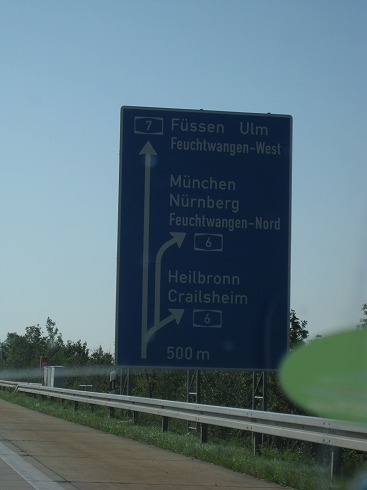 7 Füssen Ulm
Feuchtwangen-West
München
Nürnberg
Feuchtwangen-Nord
6
Heilbronn
Crailsheim
6
500 m